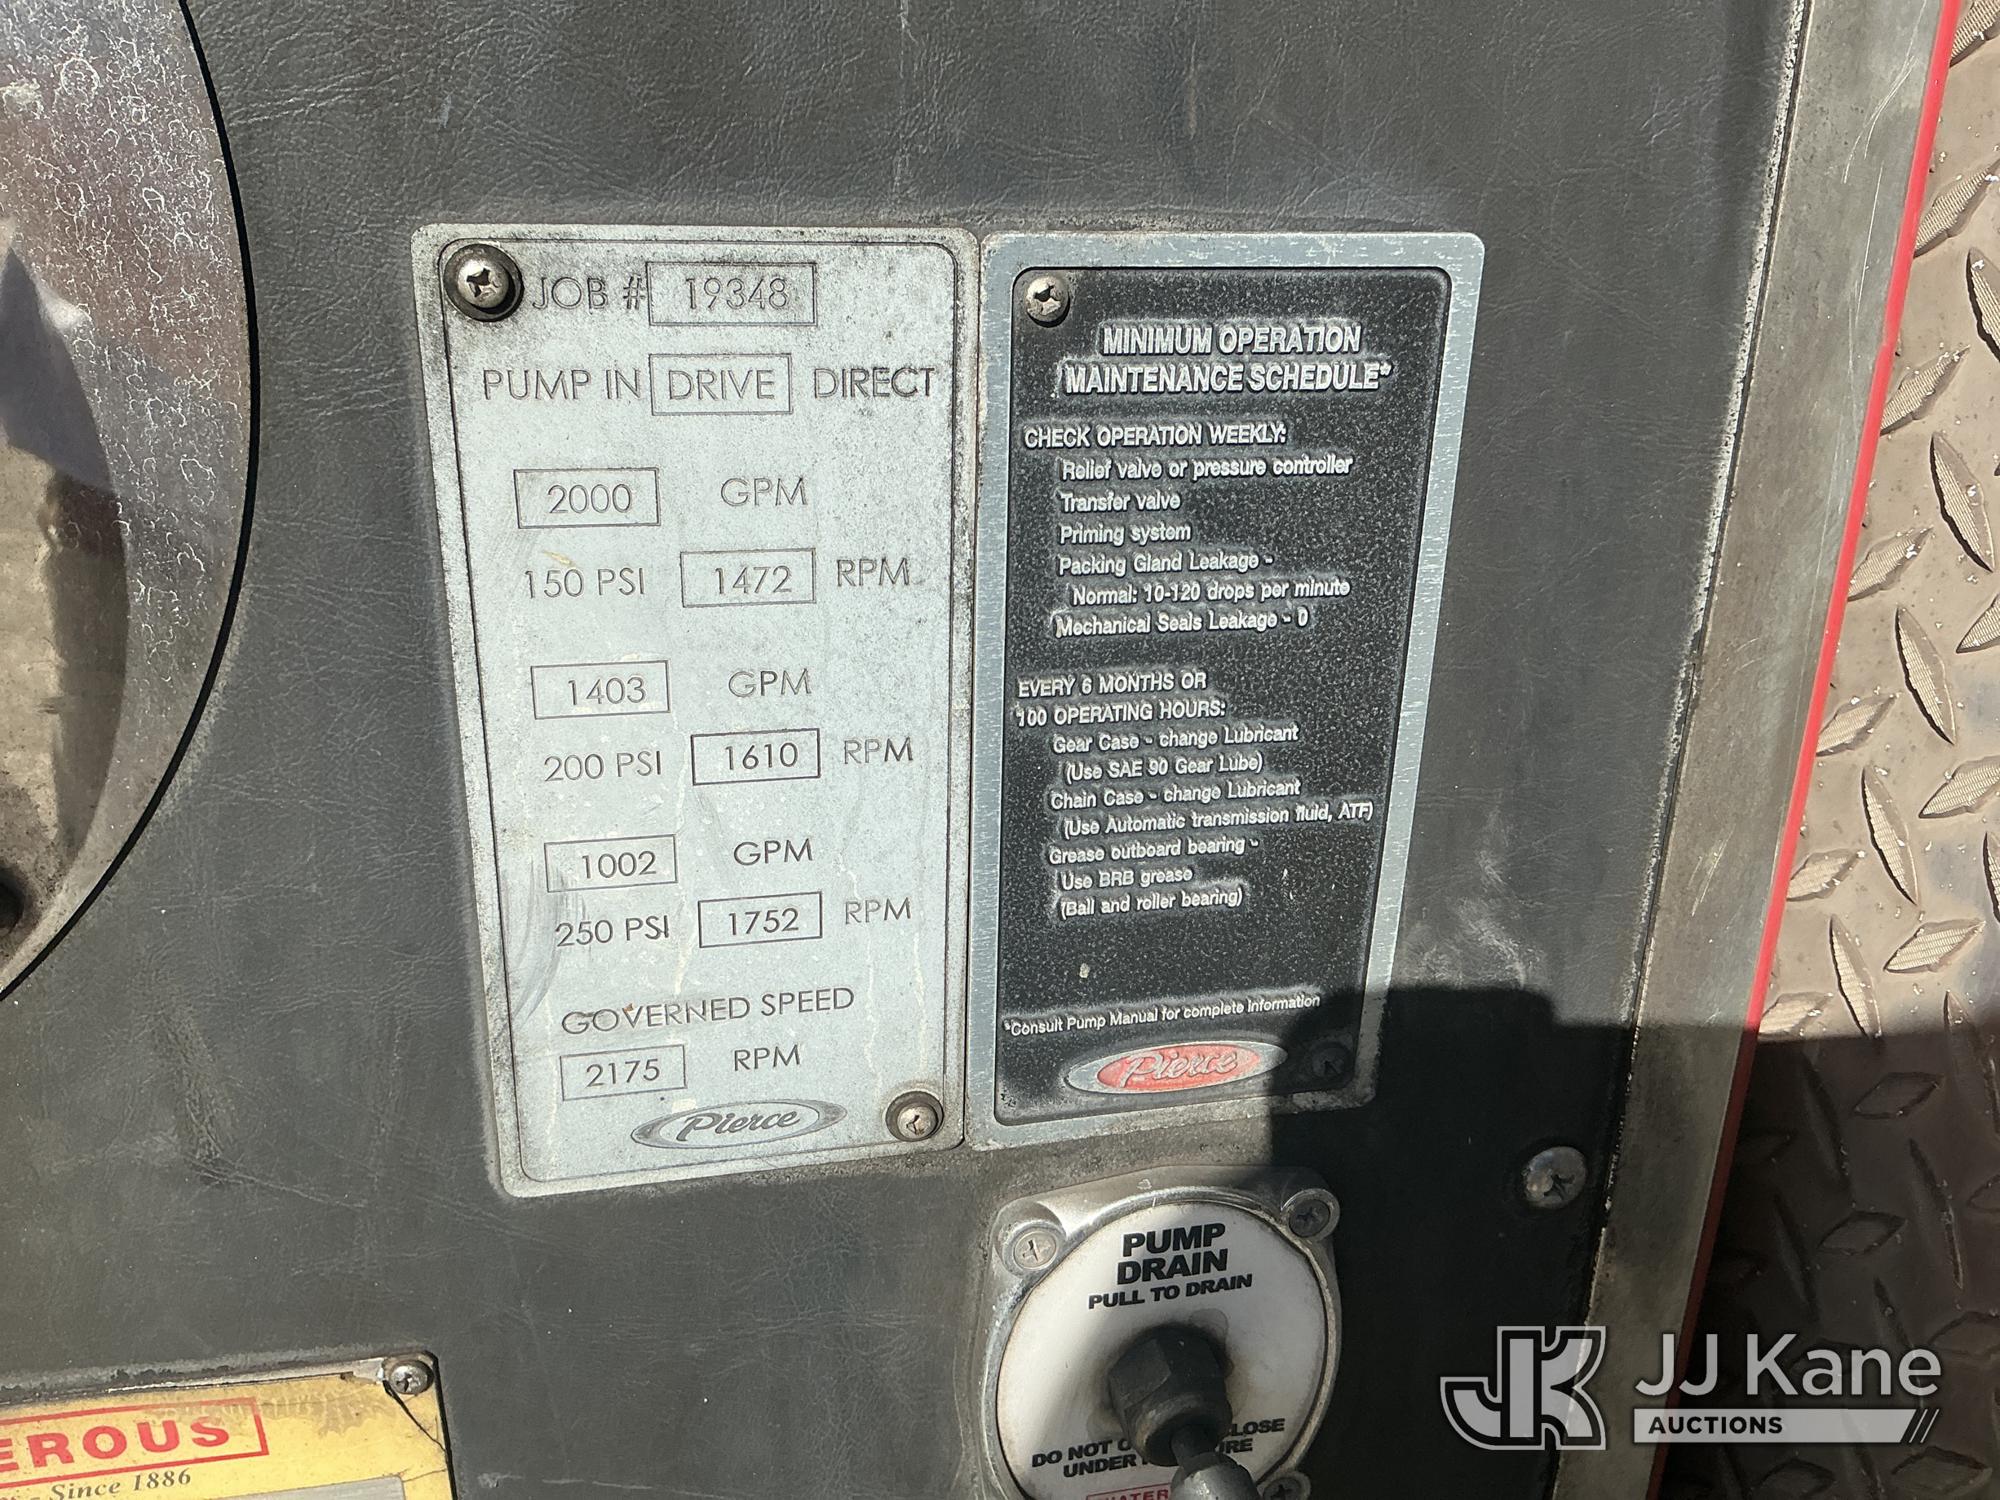 JOB # 19348
PUMP IN DRIVE DIRECT
2000 GPM
150 PSI 1472 RPM
1403 GPM
200 PSI 1610 RPM
1002 GPM
250 PSI 1752 RPM
GOVERNED SPEED
2175 RPM
Pierce
MINIMUM OPERATION
MAINTENANCE SCHEDULE*
CHECK OPERATION WEEKLY:
Relief valve or pressure controller
Transfer valve
Priming system
Packing Gland Leakage -
Normal: 10-120 drops per minute
Mechanical Seals Leakage - 0
EVERY 6 MONTHS OR
100 OPERATING HOURS:
Gear Case - change Lubricant
(Use SAE 90 Gear Lube)
Chain Case - change Lubricant
(Use Automatic transmission fluid, ATF)
Grease outboard bearing -
Use BRB grease
(Ball and roller bearing)
*Consult Pump Manual for complete Information
Pierce
PUMP
DRAIN
PULL TO DRAIN
DO NOT
UNDER
EROUS
- Since 1886
JJ Kane
AUCTIONS